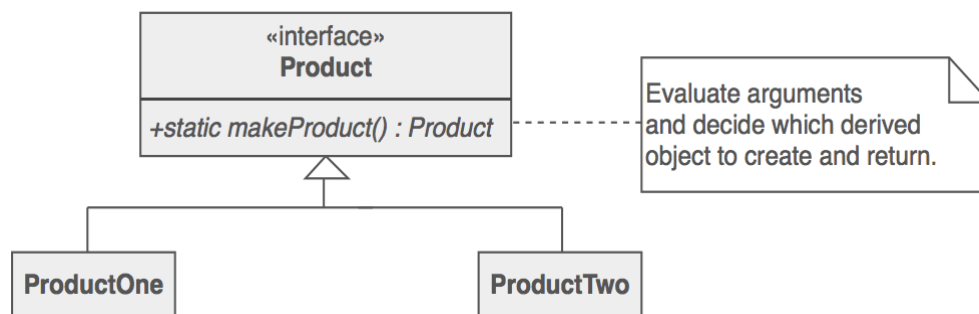 «interface»
Product
+static makeProduct() : Product
Evaluate arguments
and decide which derived
object to create and return.
ProductOne
ProductTwo